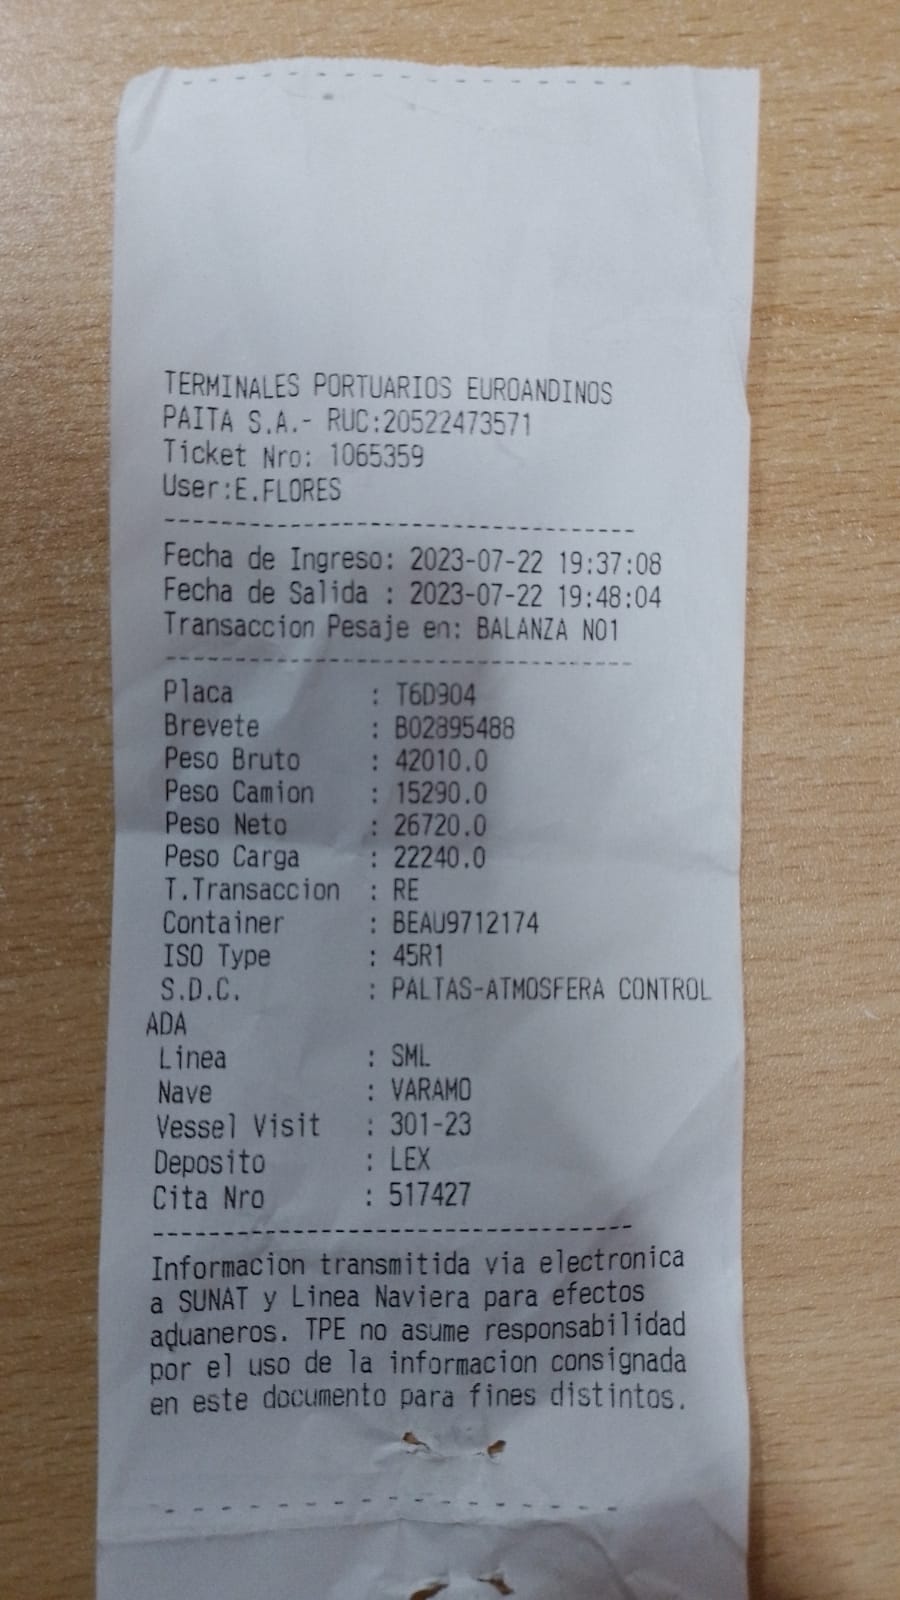 TERMINALES PORTUARIOS EUROANDINOS
PAITA S.A.- RUC:20522473571
Ticket Nro: 1065359
User:E.FLORES
---------------------------------
Fecha de Ingreso: 2023-07-22 19:37:08
Fecha de Salida : 2023-07-22 19:48:04
Transaccion Pesaje en: BALANZA N01
---------------------------------
Placa : T6D904
Brevete : B02895488
Peso Bruto : 42010.0
Peso Camion : 15290.0
Peso Neto : 26720.0
Peso Carga : 22240.0
T.Transaccion : RE
Container : BEAU9712174
ISO Type : 45R1
S.D.C. : PALTAS-ATMOSFERA CONTROL
ADA
Linea : SML
Nave : VARAMO
Vessel Visit : 301-23
Deposito : LEX
Cita Nro : 517427
---------------------------------
Informacion transmitida via electronica
a SUNAT y Linea Naviera para efectos
aduaneros. TPE no asume responsabilidad
por el uso de la informacion consignada
en este documento para fines distintos.